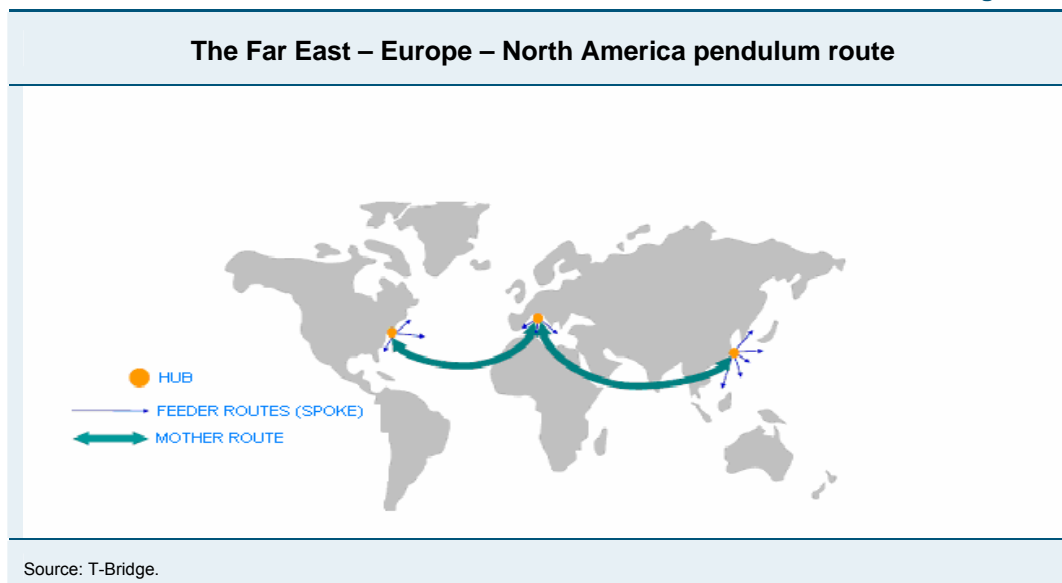 The Far East – Europe – North America pendulum route
HUB
FEEDER ROUTES (SPOKE)
MOTHER ROUTE
Source: T-Bridge.